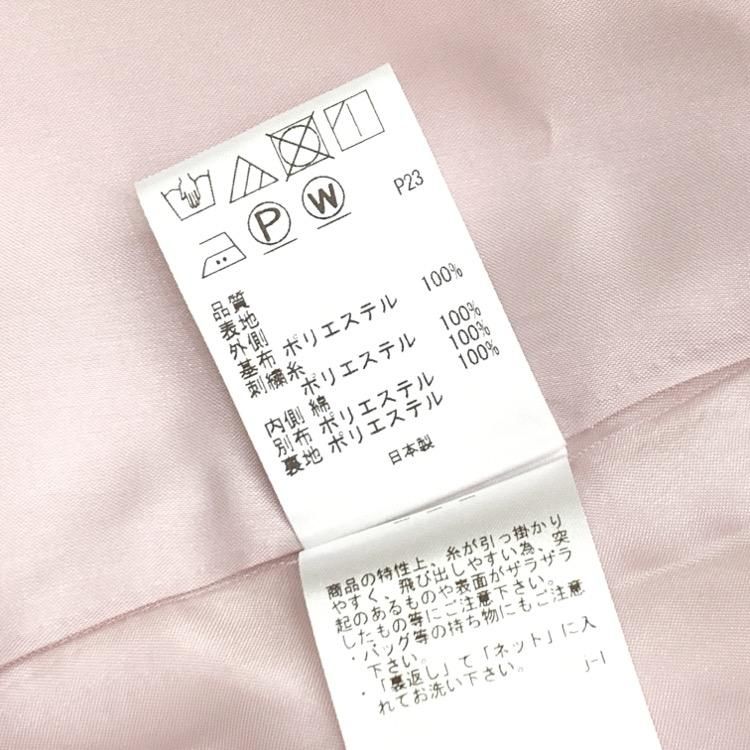 P23
P W
品質
表地
外側
基布 ポリエステル 100%
刺繍糸
ポリエステル 100%
内側 綿 100%
別布 ポリエステル 100%
裏地 ポリエステル
日本製
商品の特性上、糸が引っ掛かり
やすく、飛び出しやすい為、突
起のあるものや表面がザラザラ
したもの等にご注意下さい。
・バッグ等の持ち物にもご注意
下さい。
・「裏返し」て「ネット」に入
れてお洗い下さい。
j-l